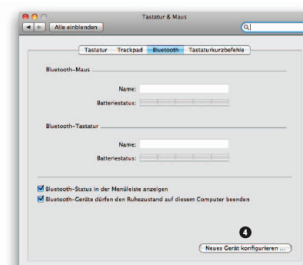 Tastatur & Maus
Alle einblenden
Tastatur Trackpad Bluetooth Tastaturkurzbefehle
Bluetooth-Maus
Name:
Batteriestatus:
Bluetooth-Tastatur
Name:
Batteriestatus:
Bluetooth-Status in der Menüleiste anzeigen
Bluetooth-Geräte dürfen den Ruhezustand auf diesem Computer beenden
4
Neues Gerät konfigurieren ...